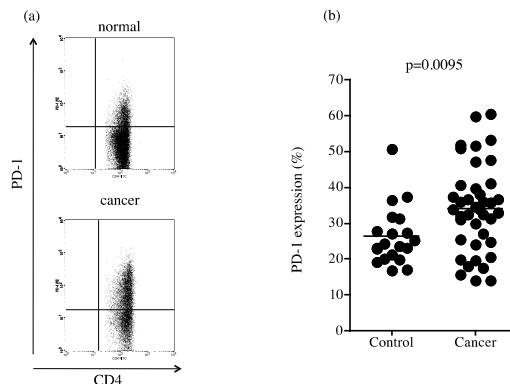 (a)
normal
PD-1
cancer
CD4
(b)
p=0.0095
PD-1 expression (%)
70
60
50
40
30
20
10
0
Control
Cancer